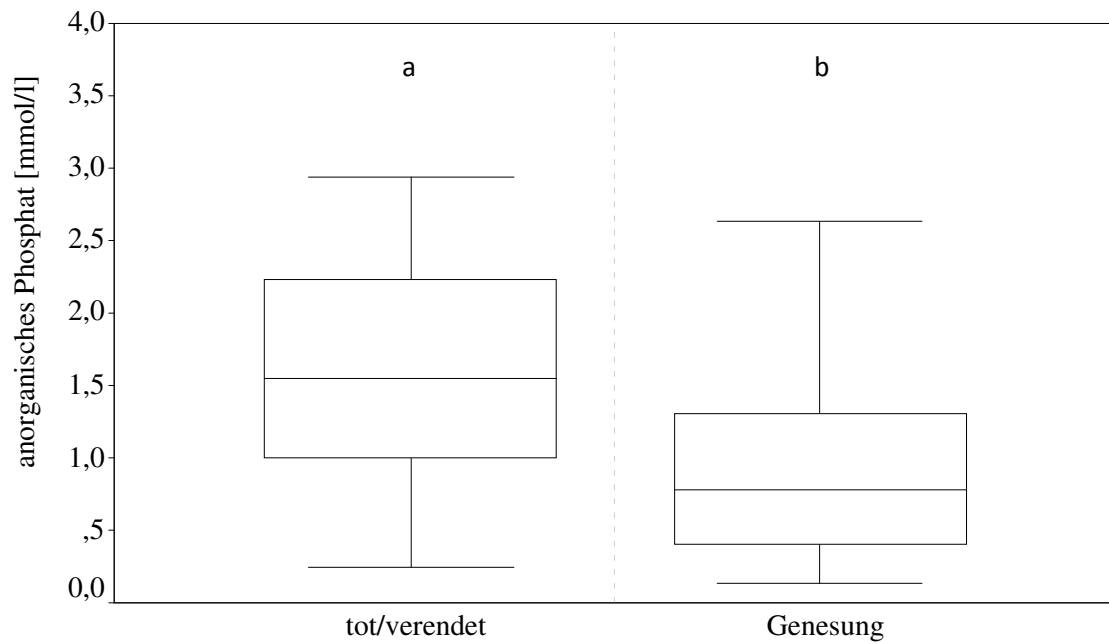 anorganisches Phosphat [mmol/l]
4,0
3,5
3,0
2,5
2,0
1,5
1,0
,5
0,0
a
b
tot/verendet
Genesung